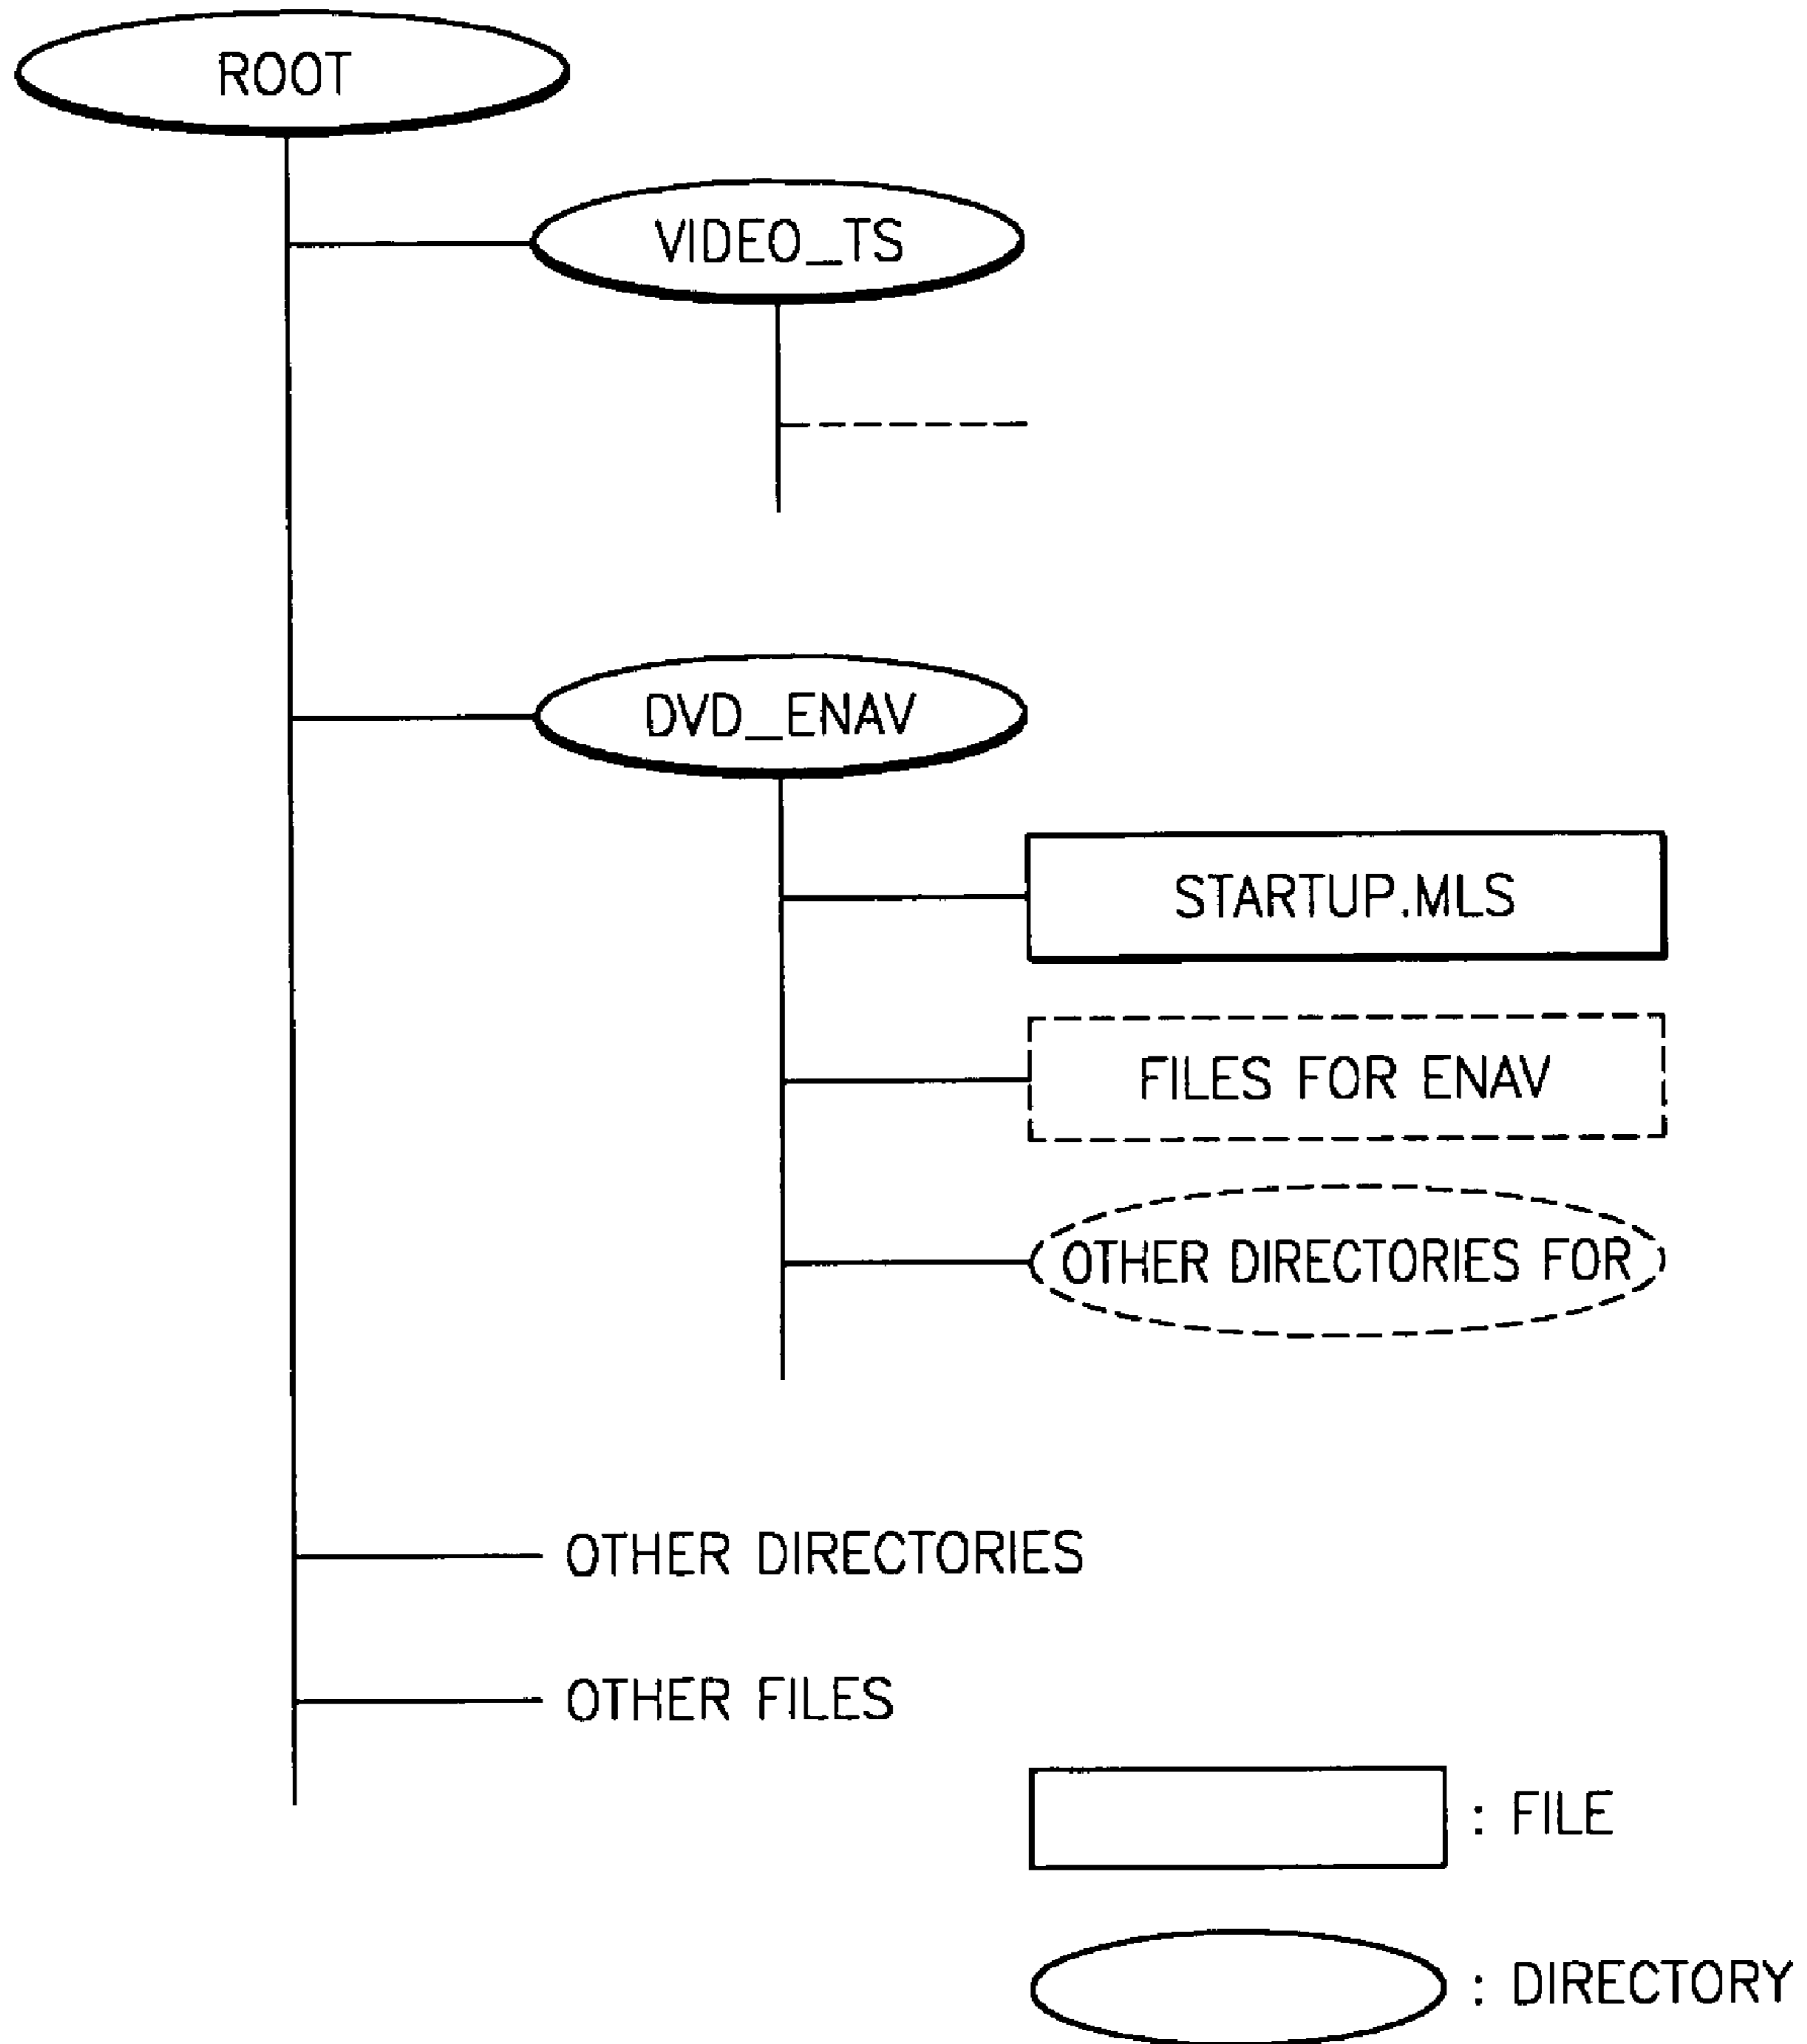 ROOT
VIDEO_TS
DVD_ENAV
STARTUP.MLS
FILES FOR ENAV
OTHER DIRECTORIES FOR
OTHER DIRECTORIES
OTHER FILES
: FILE
: DIRECTORY